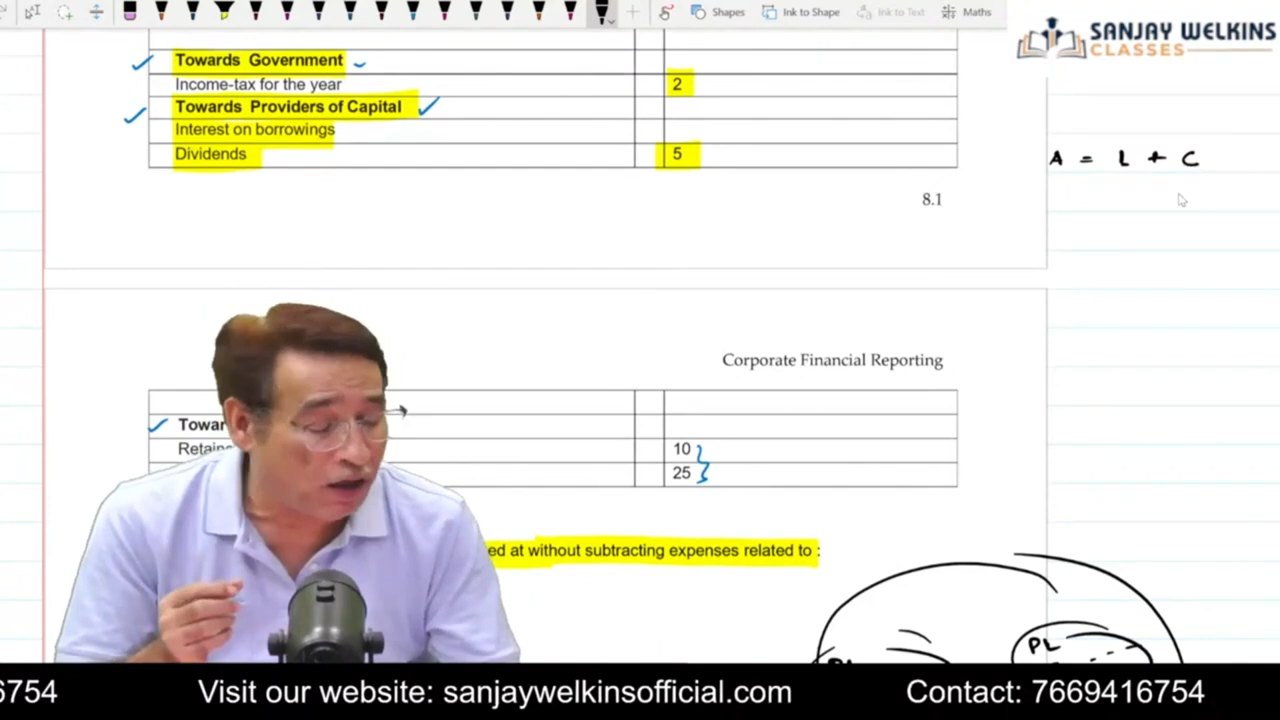 Shapes
Ink to Shape
Ink to Text
Maths
SANJAY WELKINS
CLASSES
Towards Government
Income-tax for the year 2
Towards Providers of Capital
Interest on borrowings
Dividends 5
A = L + C
8.1
Corporate Financial Reporting
Towar
Retaine 10
25
ed at without subtracting expenses related to :
PL
6754 Visit our website: sanjaywelkinsofficial.com Contact: 7669416754